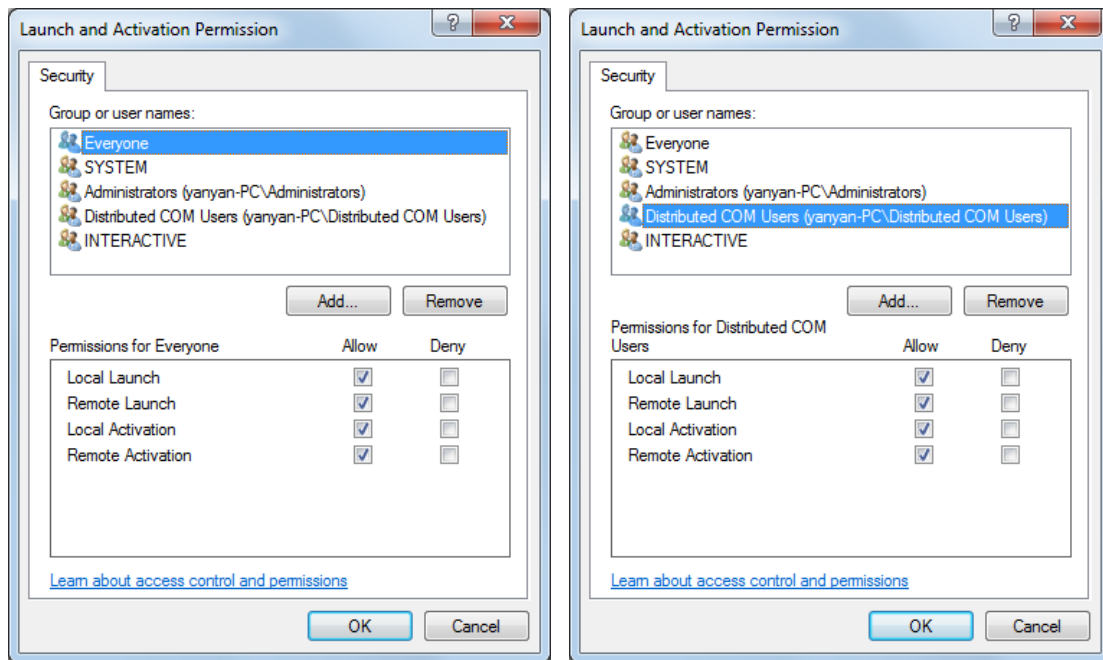 Launch and Activation Permission
Security
Group or user names:
Everyone
SYSTEM
Administrators (yanyan-PC\Administrators)
Distributed COM Users (yanyan-PC\Distributed COM Users)
INTERACTIVE
Add...
Remove
Permissions for Everyone
Allow
Deny
Local Launch
Remote Launch
Local Activation
Remote Activation
Learn about access control and permissions
OK
Cancel
Launch and Activation Permission
Security
Group or user names:
Everyone
SYSTEM
Administrators (yanyan-PC\Administrators)
Distributed COM Users (yanyan-PC\Distributed COM Users)
INTERACTIVE
Add...
Remove
Permissions for Distributed COM
Users
Allow
Deny
Local Launch
Remote Launch
Local Activation
Remote Activation
Learn about access control and permissions
OK
Cancel